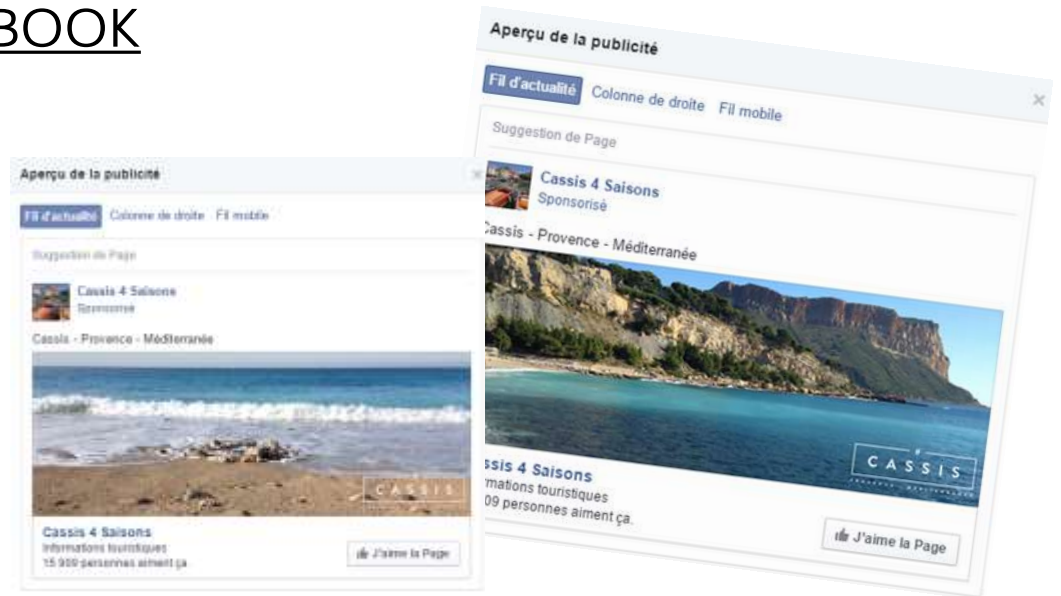 BOOK
Aperçu de la publicité
Fil d'actualité Colonne de droite Fil mobile
Suggestion de Page
Cassis 4 Saisons
Sponsorisé
Cassis - Provence - Méditerranée
CASSIS
Cassis 4 Saisons
Informations touristiques
15 909 personnes aiment ça
J'aime la Page
Aperçu de la publicité
Fil d'actualité Colonne de droite Fil mobile
Suggestion de Page
Cassis 4 Saisons
Sponsorisé
Cassis - Provence - Méditerranée
CASSIS
ssis 4 Saisons
rmations touristiques
09 personnes aiment ça.
J'aime la Page